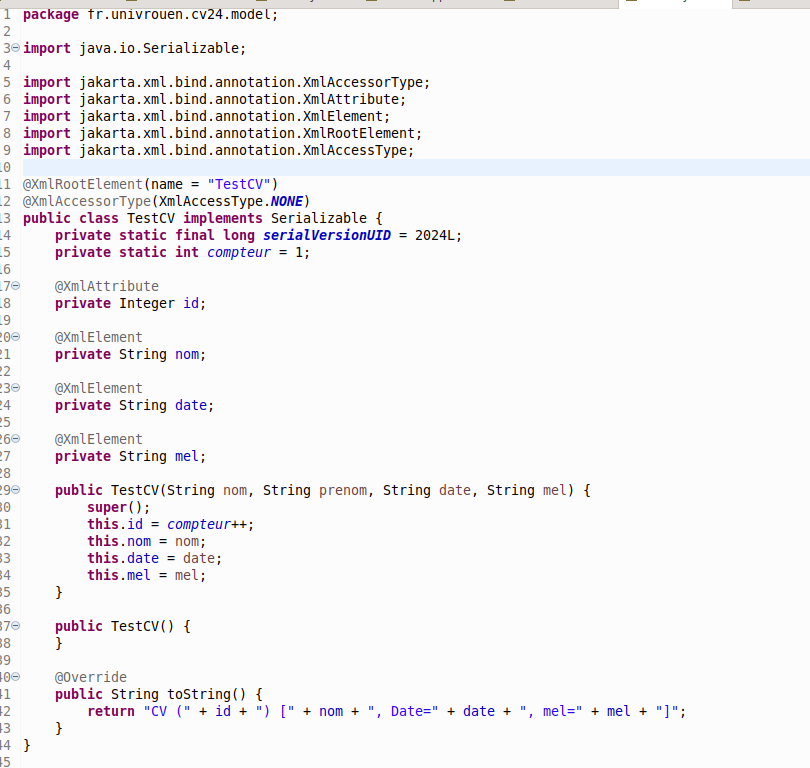 1 package fr.univrouen.cv24.model;
2
3 import java.io.Serializable;
4
5 import jakarta.xml.bind.annotation.XmlAccessorType;
6 import jakarta.xml.bind.annotation.XmlAttribute;
7 import jakarta.xml.bind.annotation.XmlElement;
8 import jakarta.xml.bind.annotation.XmlRootElement;
9 import jakarta.xml.bind.annotation.XmlAccessType;
10
11 @XmlRootElement(name = "TestCV")
12 @XmlAccessorType(XmlAccessType.NONE)
13 public class TestCV implements Serializable {
14     private static final long serialVersionUID = 2024L;
15     private static int compteur = 1;
16
17     @XmlAttribute
18     private Integer id;
19
20     @XmlElement
21     private String nom;
22
23     @XmlElement
24     private String date;
25
26     @XmlElement
27     private String mel;
28
29     public TestCV(String nom, String prenom, String date, String mel) {
30         super();
31         this.id = compteur++;
32         this.nom = nom;
33         this.date = date;
34         this.mel = mel;
35     }
36
37     public TestCV() {
38     }
39
40     @Override
41     public String toString() {
42         return "CV (" + id + ") [" + nom + ", Date=" + date + ", mel=" + mel + "]";
43     }
44 }
45